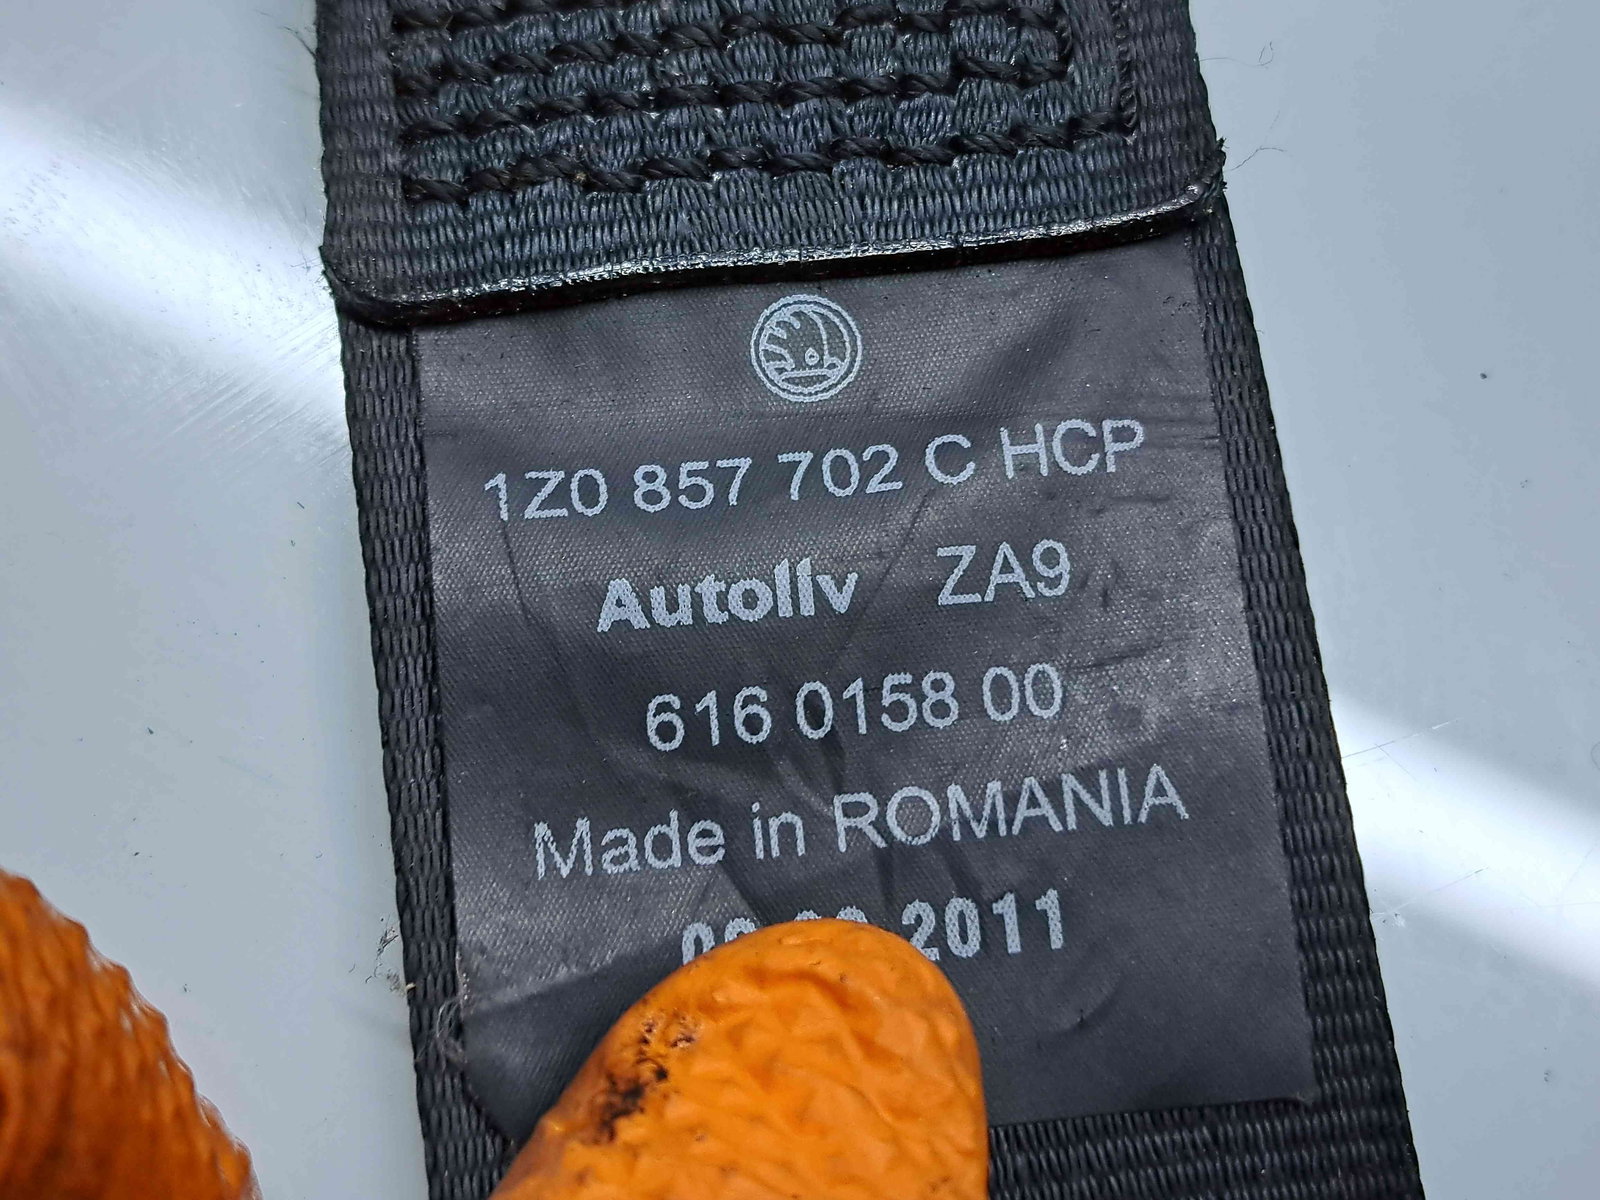 1Z0 857 702 C HCP
Autoliv ZA9
616 0158 00
Made in ROMANIA
2011